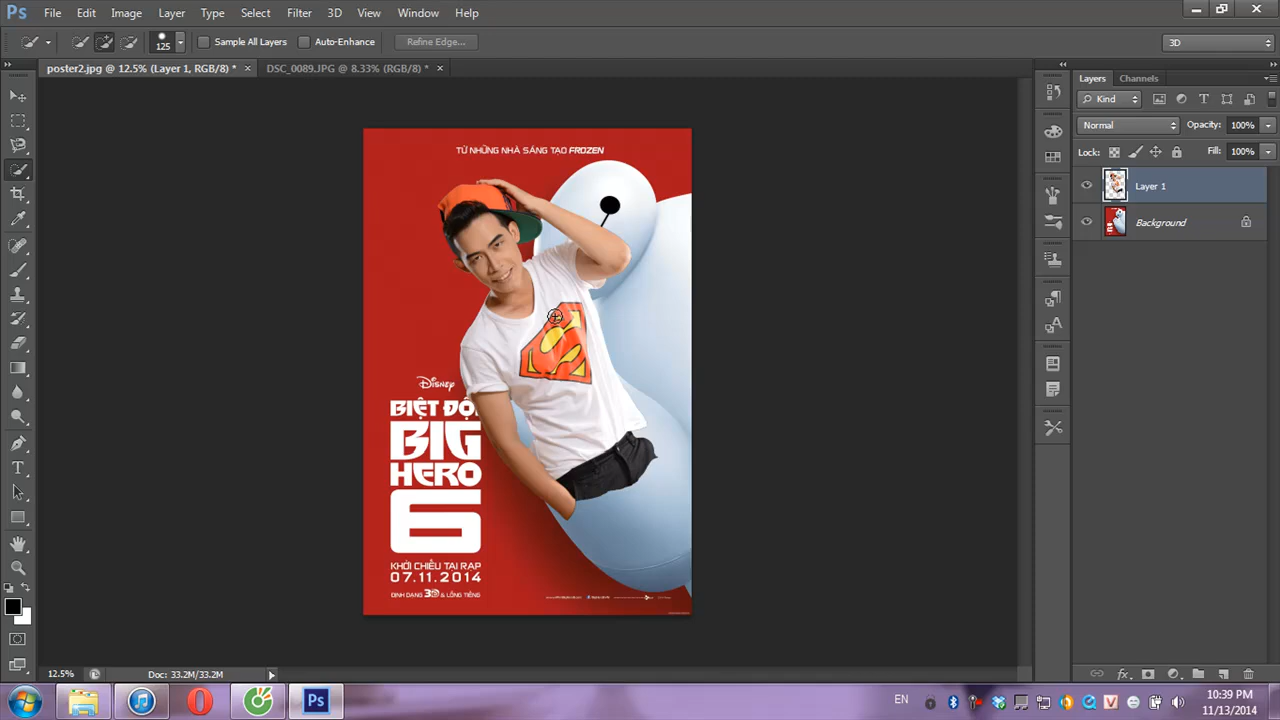 Ps File Edit Image Layer Type Select Filter 3D View Window Help
125 Sample All Layers Auto-Enhance Refine Edge... 3D
poster2.jpg @ 12.5% (Layer 1, RGB/8) * × DSC_0089.JPG @ 8.33% (RGB/8) * ×
Layers Channels
Kind
Normal Opacity: 100%
Lock: Fill: 100%
Layer 1
Background
TỪ NHỮNG NHÀ SÁNG TẠO FROZEN
S
Disney
BIỆT ĐỘ
BIG
HERO
6
KHỞI CHIẾU TẠI RẠP
07.11.2014
ĐỊNH DẠNG 3D & LỒNG TIẾNG
12.5% Doc: 33.2M/33.2M
Ps EN 10:39 PM
11/13/2014